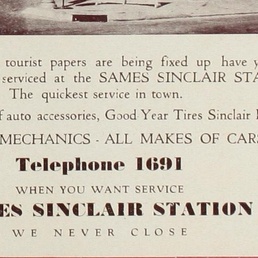 tourist papers are being fixed up have y
serviced at the SAMES SINCLAIR STA
The quickest service in town.
f auto accessories, Good Year Tires Sinclair
MECHANICS - ALL MAKES OF CARS
Telephone 1691
WHEN YOU WANT SERVICE
ES SINCLAIR STATION
WE NEVER CLOSE